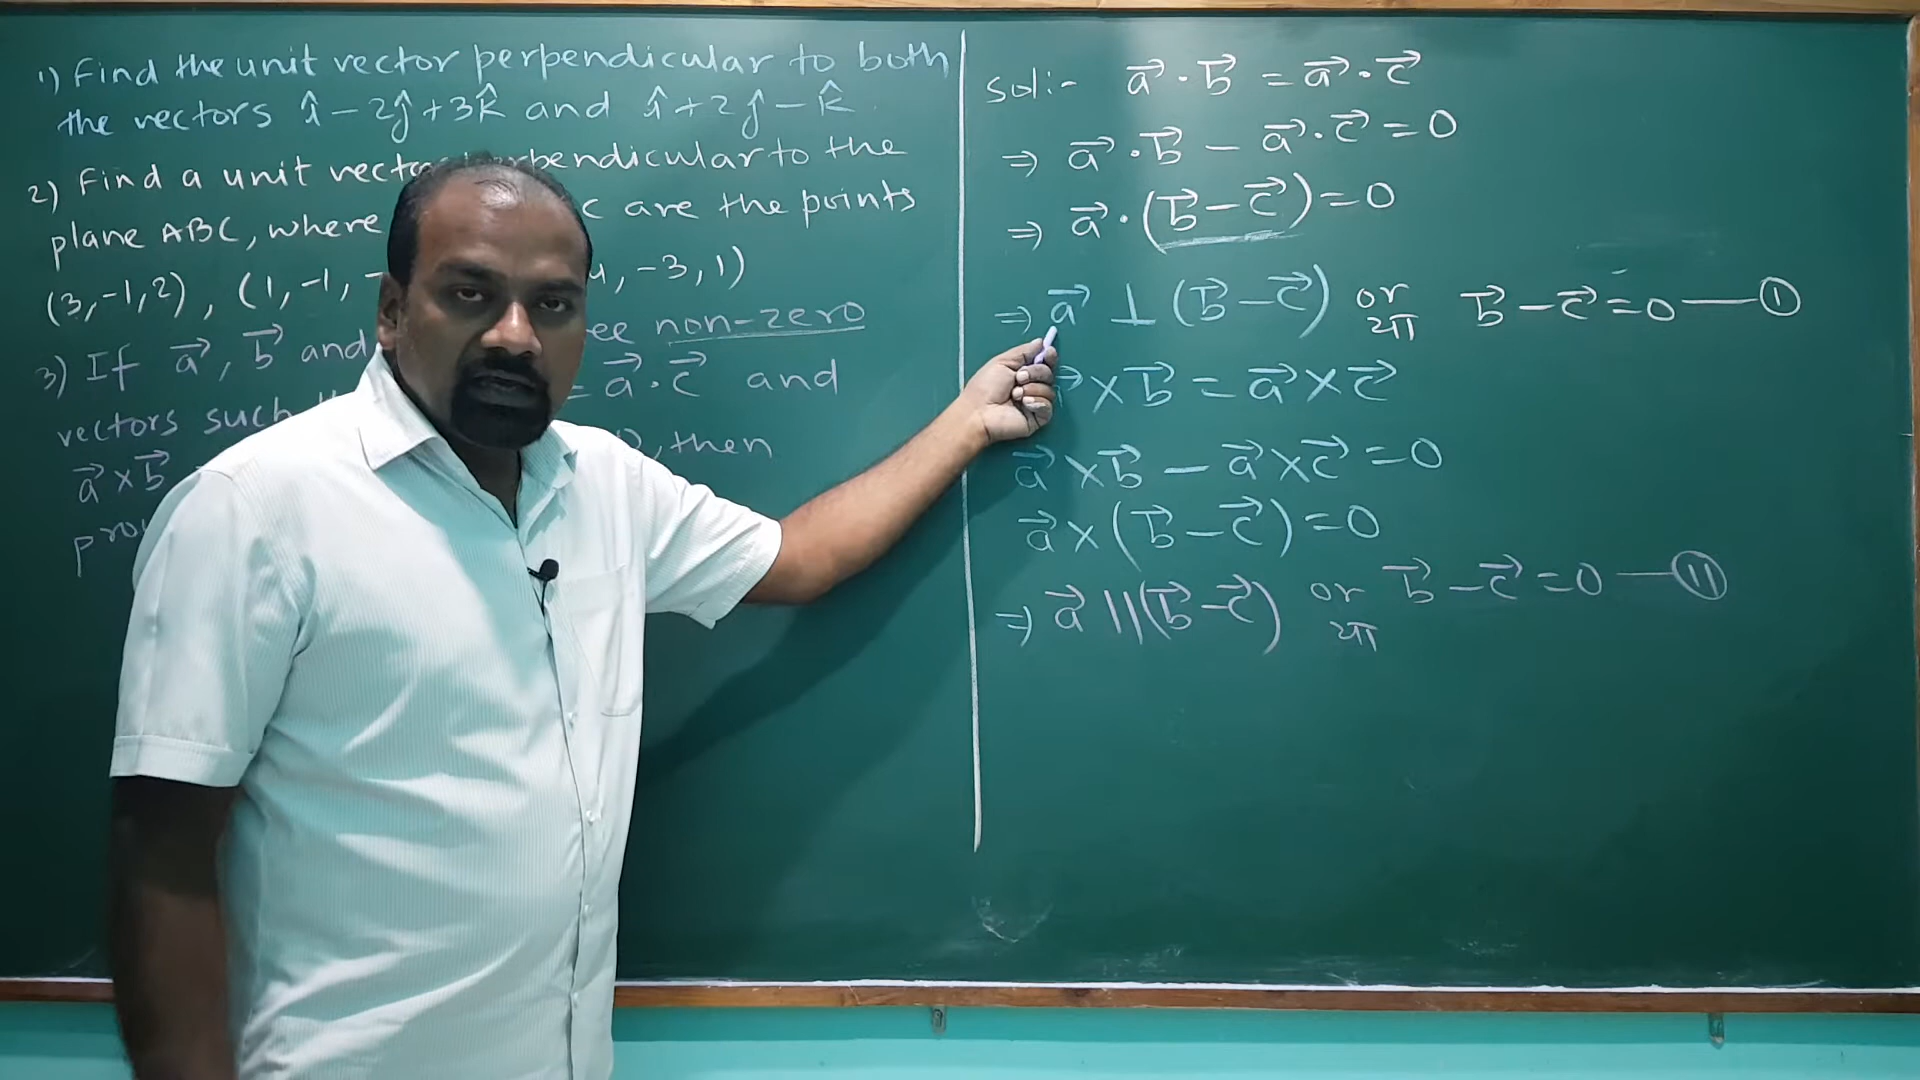 1) Find the unit vector perpendicular to both
the vectors î - 2ĵ + 3k̂ and î + 2ĵ - k̂.
2) Find a unit perpendicular to the
plane ABC, where C are the points
(3,-1,2), (1,-1,- 4,-3,1)
3) If a⃗, b⃗ and non-zero
vectors such = a⃗·c⃗ and
a⃗×b⃗ , then
sol:- a⃗·b⃗ = a⃗·c⃗
⇒ a⃗·b⃗ - a⃗·c⃗ = 0
⇒ a⃗·(b⃗ - c⃗) = 0
⇒ a⃗ ⊥ (b⃗ - c⃗) or b⃗ - c⃗ = 0 — ①
या
×b⃗ = a⃗×c⃗
a⃗×b⃗ - a⃗×c⃗ = 0
a⃗×(b⃗ - c⃗) = 0
⇒ a⃗ ||(b⃗ - c⃗) or b⃗ - c⃗ = 0 — (11)
या